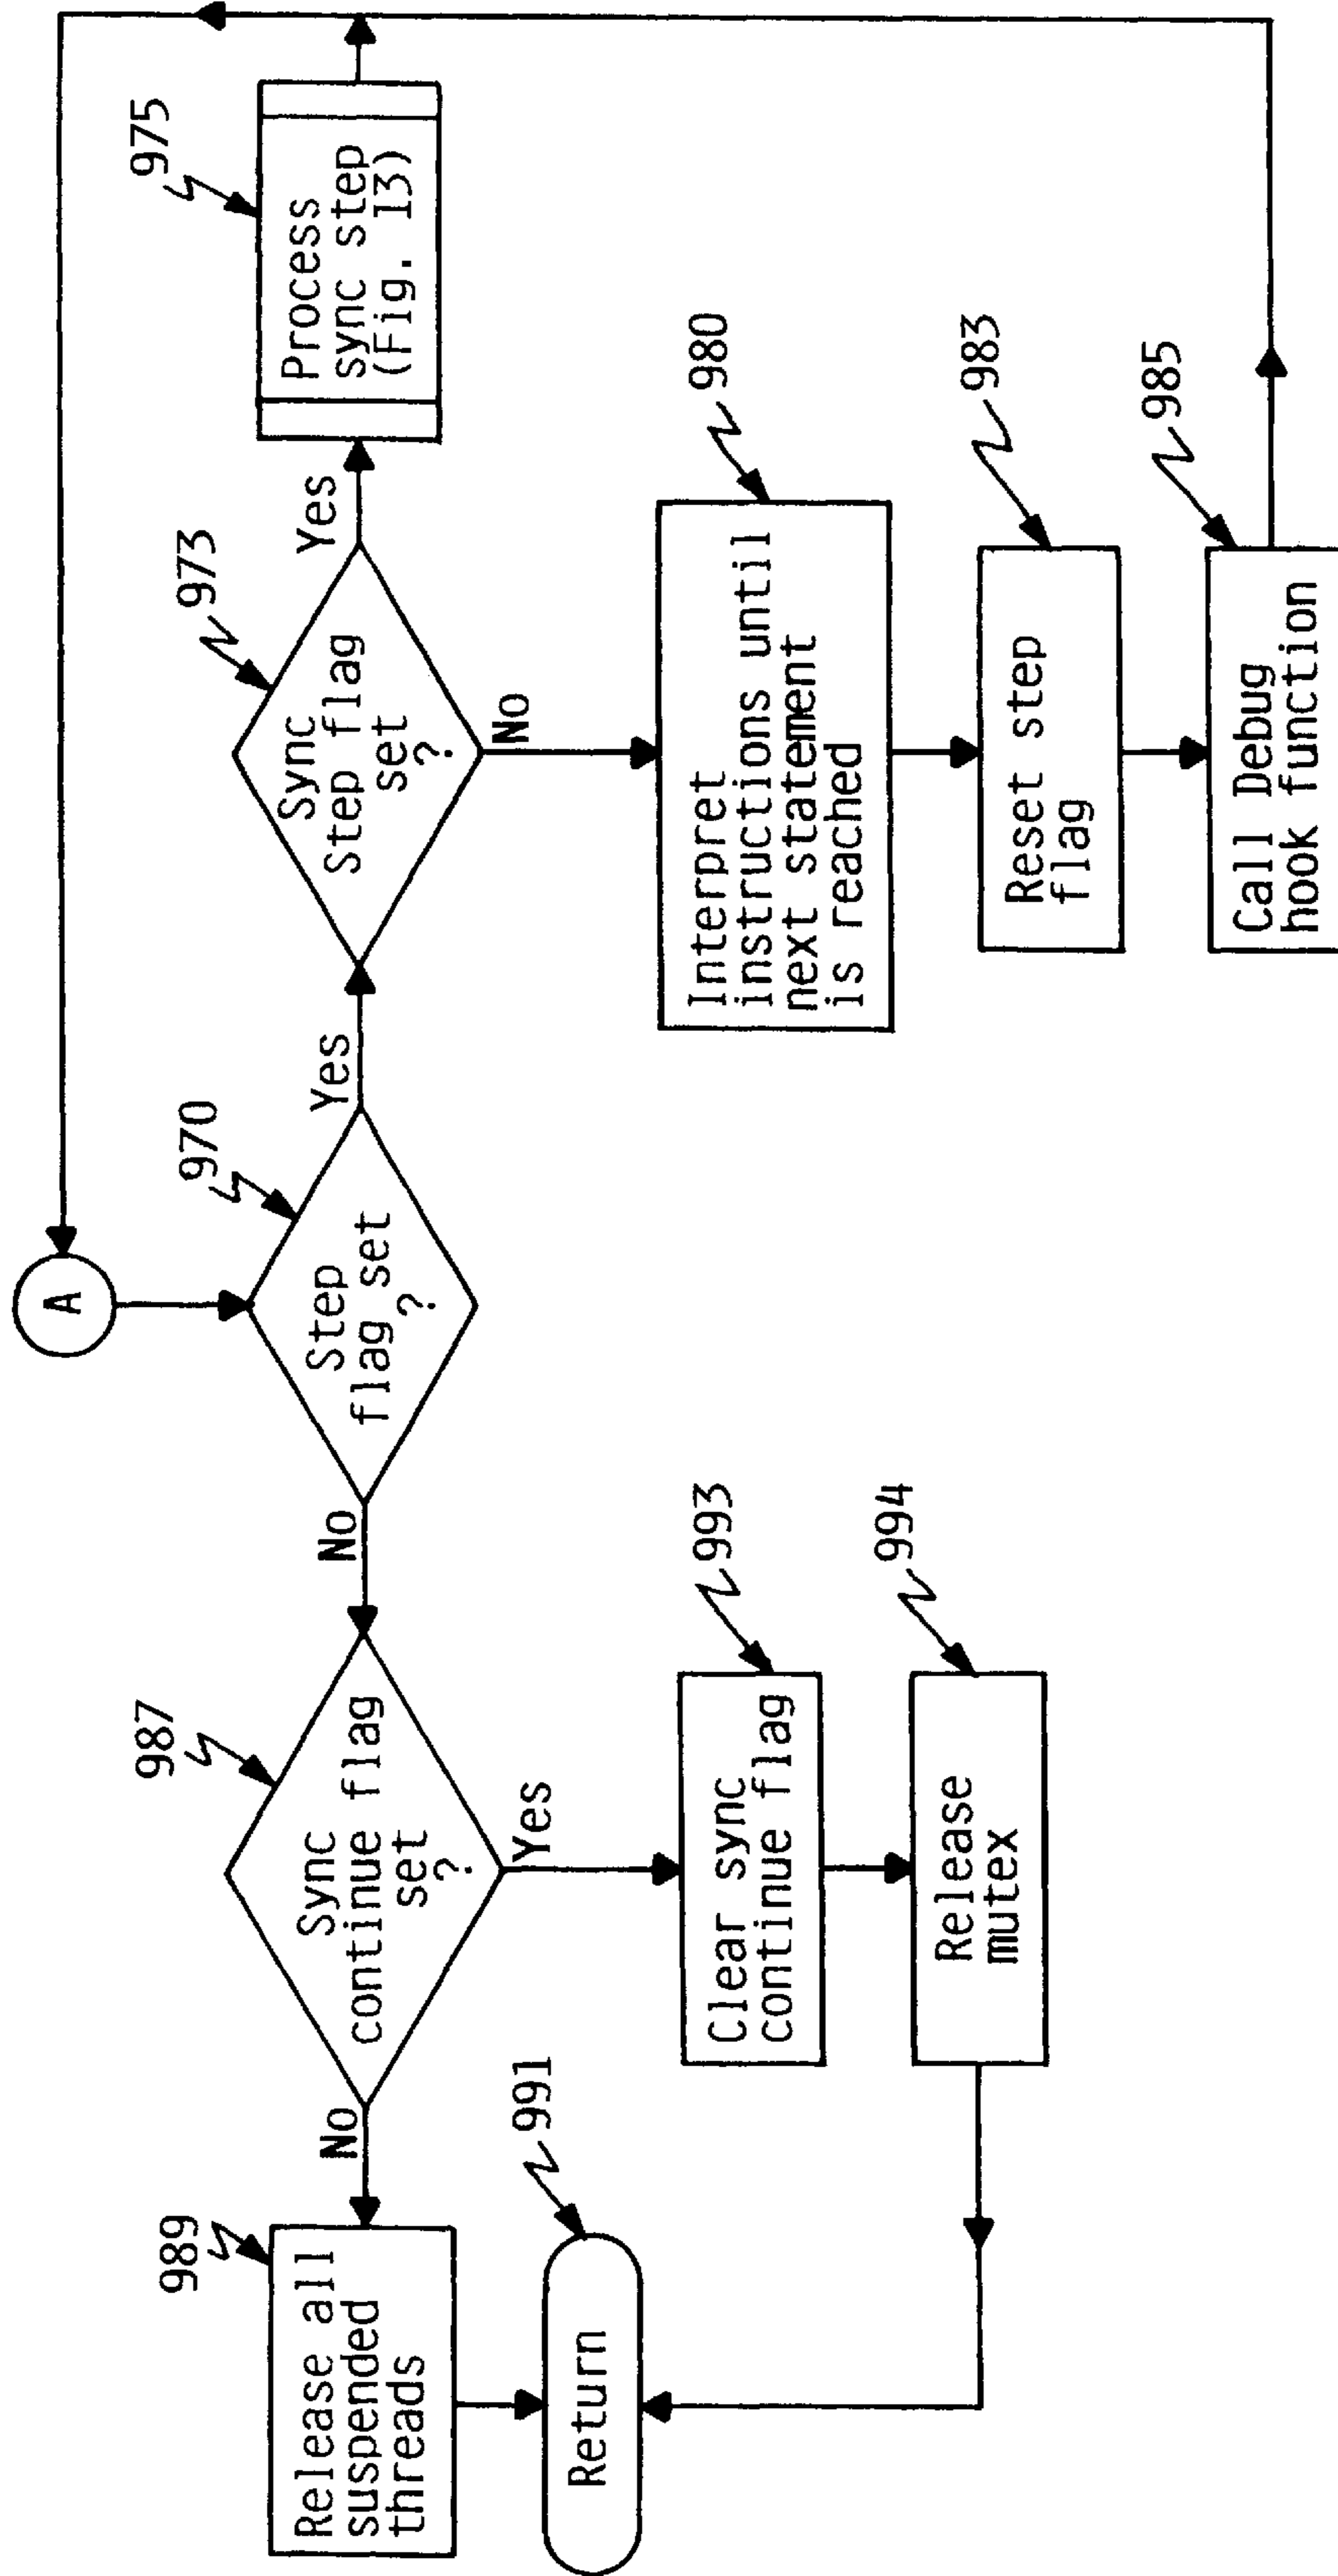 A
970
Step
flag set
?
Yes
No
973
Sync
Step flag
set
?
Yes
No
975
Process
sync step
(Fig. 13)
980
Interpret
instructions until
next statement
is reached
983
Reset step
flag
985
Call Debug
hook function
987
Sync
continue flag
set
?
No
Yes
989
Release all
suspended
threads
991
Return
993
Clear sync
continue flag
994
Release
mutex